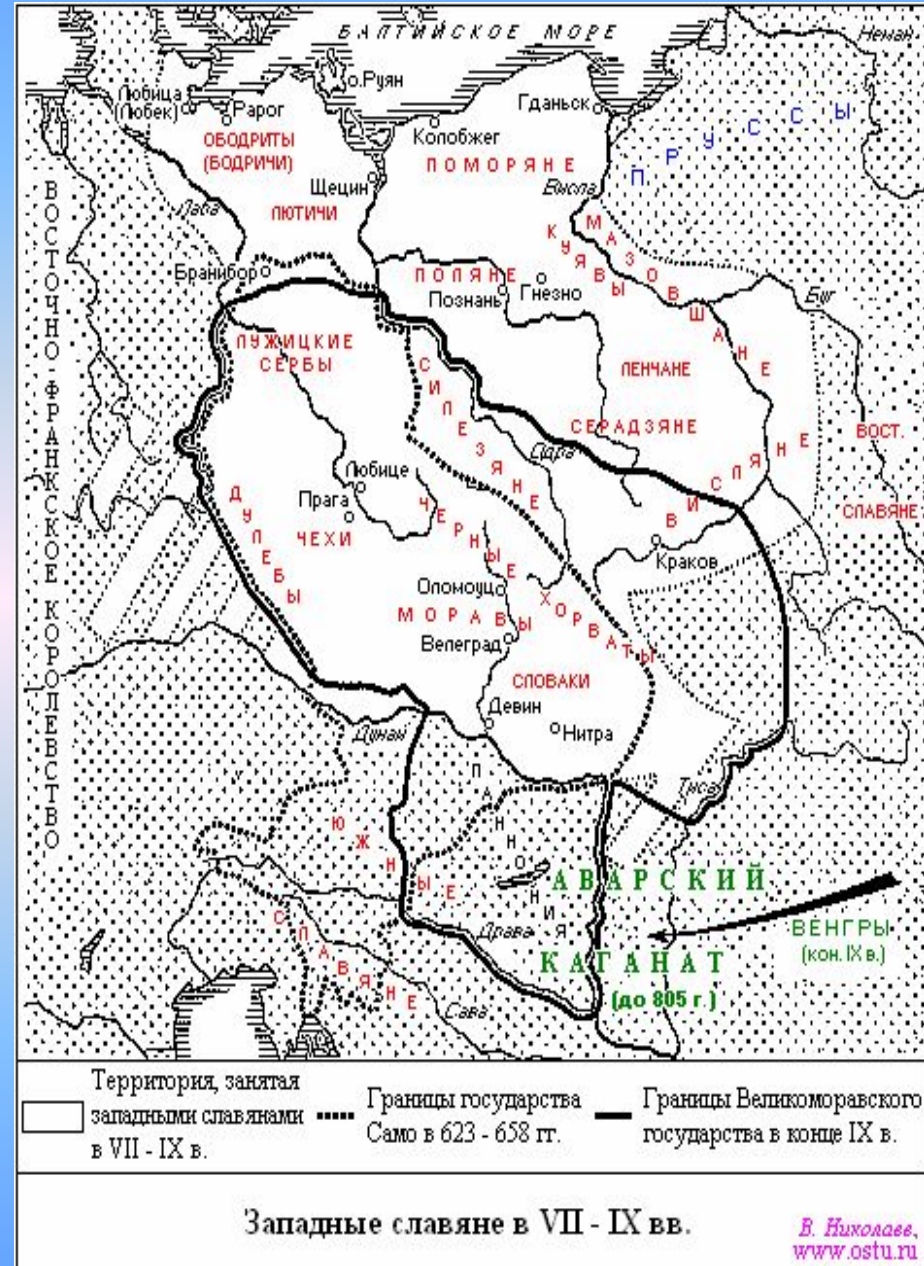 БАЛТИЙСКОЕ МОРЕ
Неман
о.Руян
Любица
(Любек)
Рарог
Гданьск
Колобжег
ОБОДРИТЫ
(БОДРИЧИ)
ПРУССЫ
ПОМОРЯНЕ
Щецин
Висла
Лаба
ЛЮТИЧИ
МАЗОВШАНЕ
КУЯВЫ
Бранибор
ПОЛЯНЕ
Познань
Гнезно
Буг
ВОСТОЧНО-ФРАНКСКОЕ КОРОЛЕВСТВО
ЛУЖИЦКИЕ
СЕРБЫ
СИЛЕЗЯНЕ
ЛЕНЧАНЕ
СЕРАДЗЯНЕ
ВОСТ.
СЛАВЯНЕ
Одра
ВИСЛЯНЕ
Любице
Прага
ДУЛЕБЫ
ЧЕХИ
ЧЕРНЫЕ ХОРВАТЫ
Краков
Оломоуц
МОРАВЫ
Велеград
СЛОВАКИ
Девин
Нитра
Дунай
ПАННОНИЯ
Тиса
ЮЖНЫЕ
СЛАВЯНЕ
АВАРСКИЙ
КАГАНАТ
(до 805 г.)
ВЕНГРЫ
(кон. IX в.)
Драва
Сава
Территория, занятая
западными славянами
в VII - IX в.
Границы государства
Само в 623 - 658 гг.
Границы Великоморавского
государства в конце IX в.
Западные славяне в VII - IX вв.
В. Николаев,
www.ostu.ru